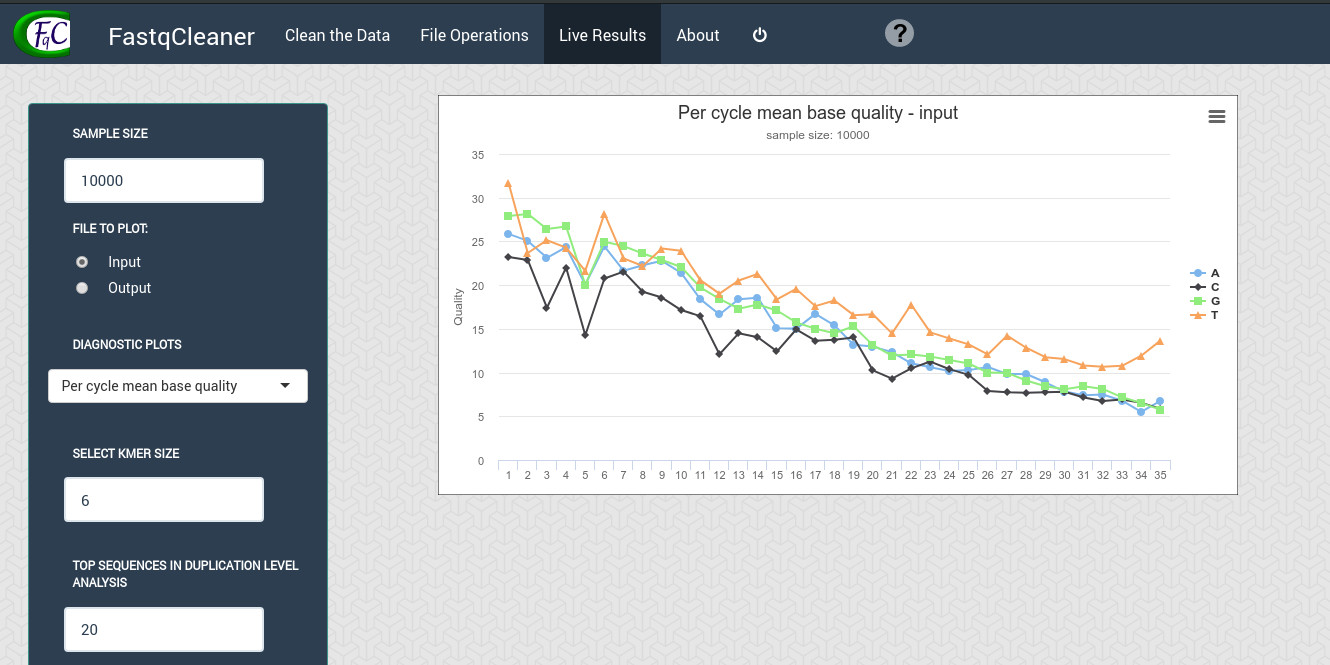 FqC
FastqCleaner
Clean the Data
File Operations
Live Results
About
?
SAMPLE SIZE
10000
FILE TO PLOT:
Input
Output
DIAGNOSTIC PLOTS
Per cycle mean base quality
SELECT KMER SIZE
6
TOP SEQUENCES IN DUPLICATION LEVEL
ANALYSIS
20
Per cycle mean base quality - input
sample size: 10000
Quality
35
30
25
20
15
10
5
0
1 2 3 4 5 6 7 8 9 10 11 12 13 14 15 16 17 18 19 20 21 22 23 24 25 26 27 28 29 30 31 32 33 34 35
A
C
G
T